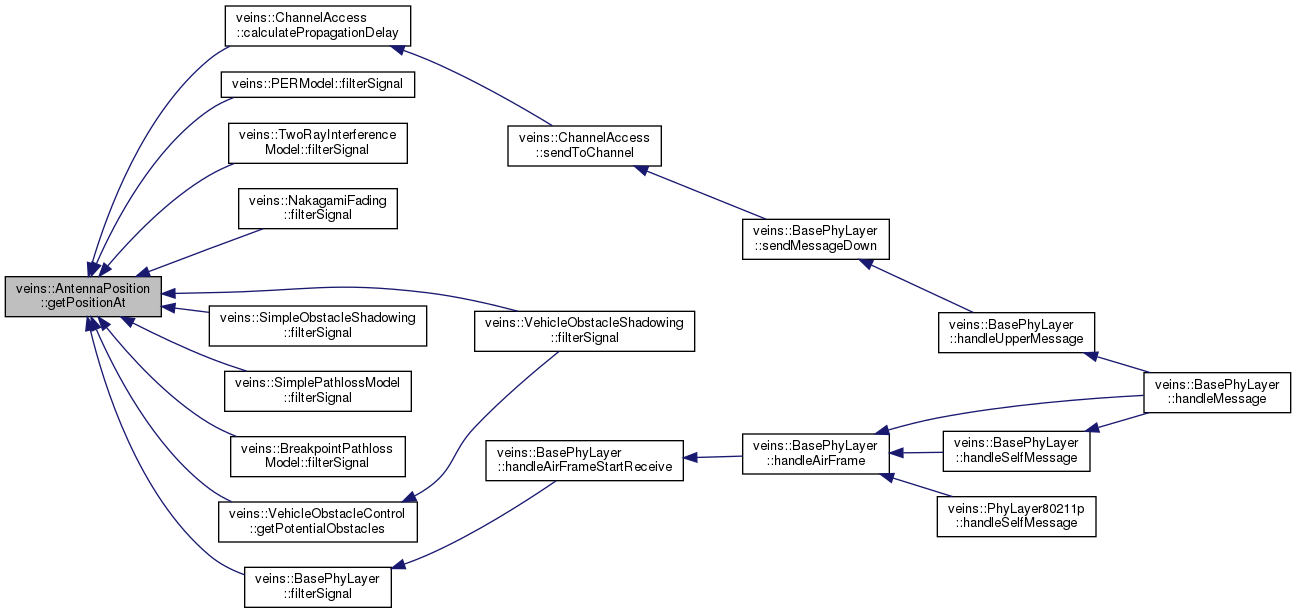 veins::ChannelAccess
::calculatePropagationDelay
veins::PERModel::filterSignal
veins::TwoRayInterference
Model::filterSignal
veins::ChannelAccess
::sendToChannel
veins::NakagamiFading
::filterSignal
veins::BasePhyLayer
::sendMessageDown
veins::AntennaPosition
::getPositionAt
veins::SimpleObstacleShadowing
::filterSignal
veins::VehicleObstacleShadowing
::filterSignal
veins::BasePhyLayer
::handleUpperMessage
veins::SimplePathlossModel
::filterSignal
veins::BasePhyLayer
::handleMessage
veins::BreakpointPathloss
Model::filterSignal
veins::BasePhyLayer
::handleAirFrameStartReceive
veins::BasePhyLayer
::handleAirFrame
veins::BasePhyLayer
::handleSelfMessage
veins::VehicleObstacleControl
::getPotentialObstacles
veins::PhyLayer80211p
::handleSelfMessage
veins::BasePhyLayer
::filterSignal